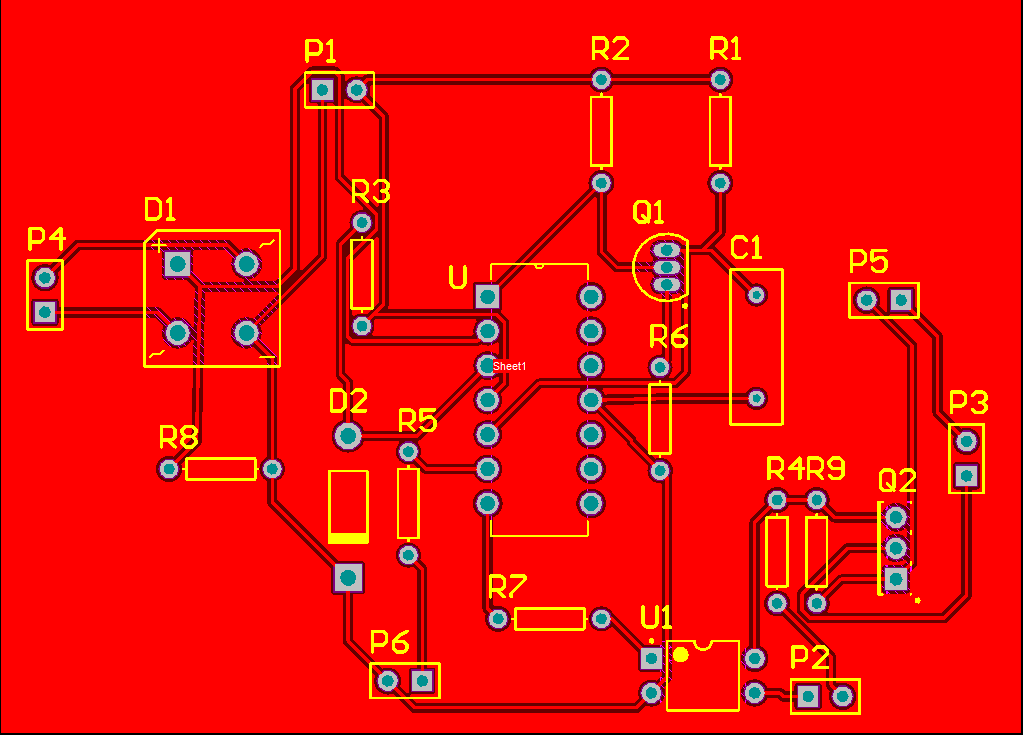 P1
R2
R1
R3
D1
Q1
P4
C1
P5
U
+
~
R6
Sheet1
~
−
D2
P3
R5
R8
R4R9
Q2
R7
U1
P6
P2